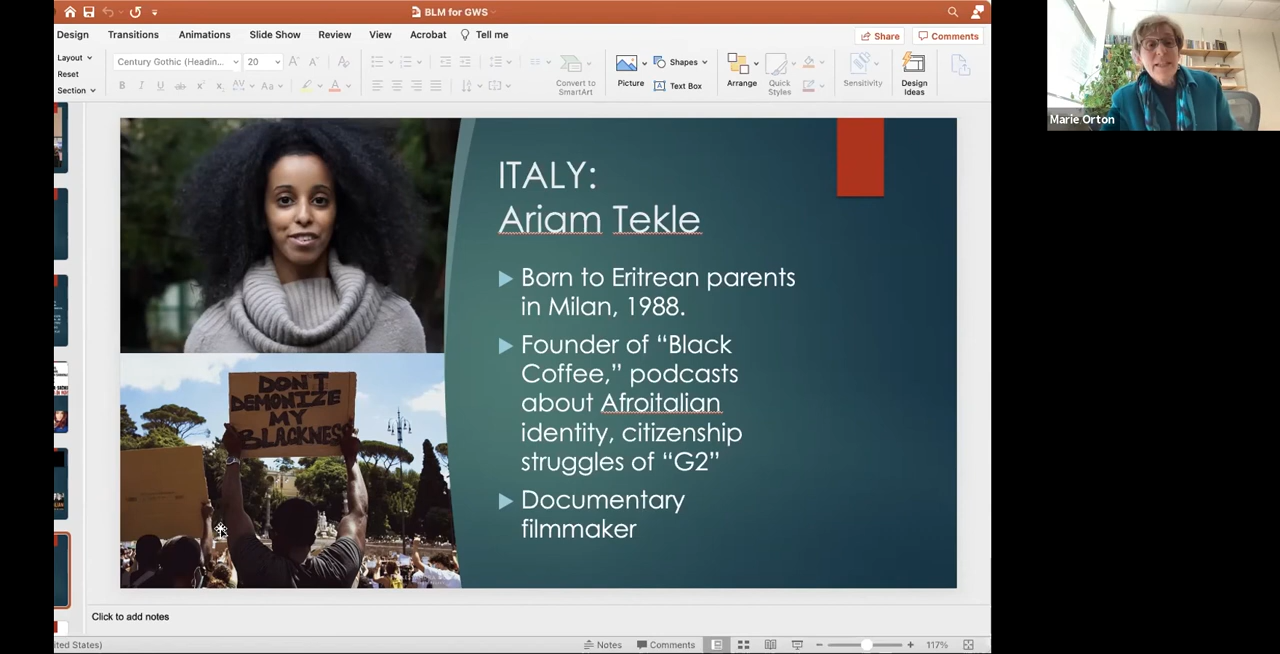 BLM for GWS
Design Transitions Animations Slide Show Review View Acrobat Tell me
Share Comments
Layout
Reset
Section
Century Gothic (Headin... 20
Convert to
SmartArt
Picture
Shapes
Text Box
Arrange
Quick
Styles
Sensitivity
Design
Ideas
Marie Orton
ITALY:
Ariam Tekle
Born to Eritrean parents
in Milan, 1988.
Founder of “Black
Coffee,” podcasts
about Afroitalian
identity, citizenship
struggles of “G2”
Documentary
filmmaker
DON'T
DEMONIZE
MY
BLACKNESS
Click to add notes
ited States)
Notes Comments 117%